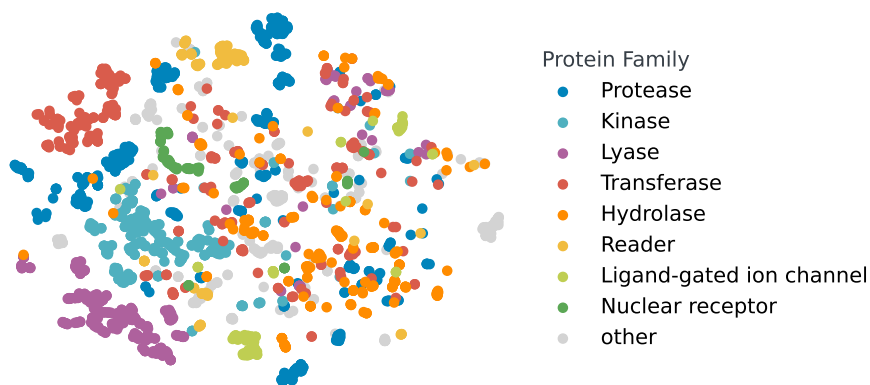 Protein Family
Protease
Kinase
Lyase
Transferase
Hydrolase
Reader
Ligand-gated ion channel
Nuclear receptor
other